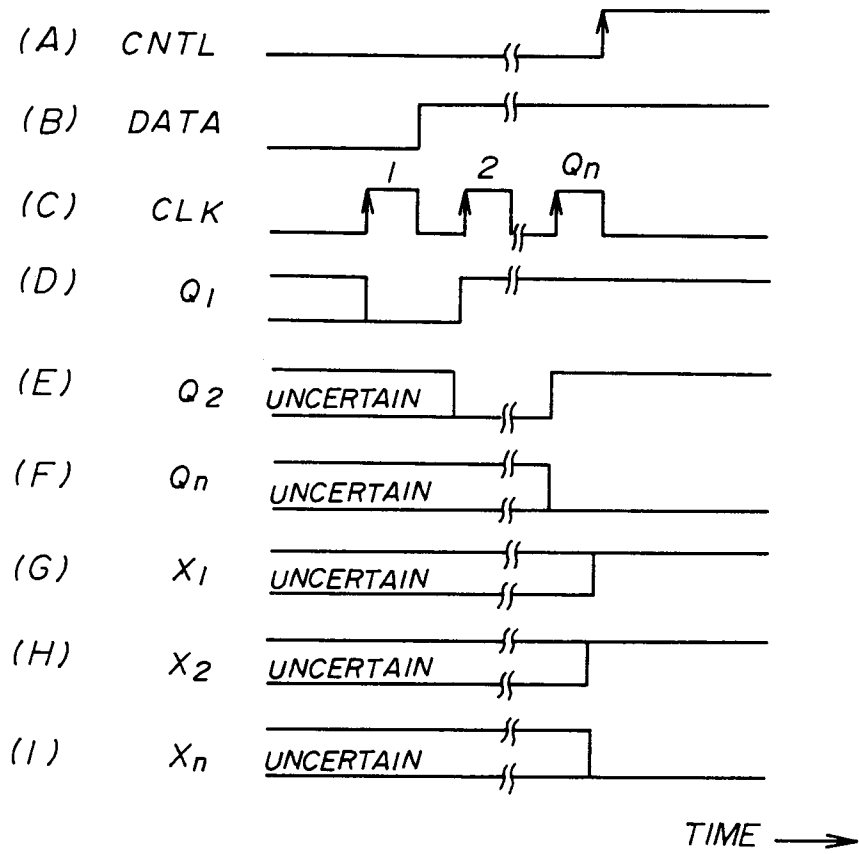 (A) CNTL
(B) DATA
1 2 Qn
(C) CLK
(D) Q1
(E) Q2 UNCERTAIN
(F) Qn UNCERTAIN
(G) X1 UNCERTAIN
(H) X2 UNCERTAIN
(I) Xn UNCERTAIN
TIME